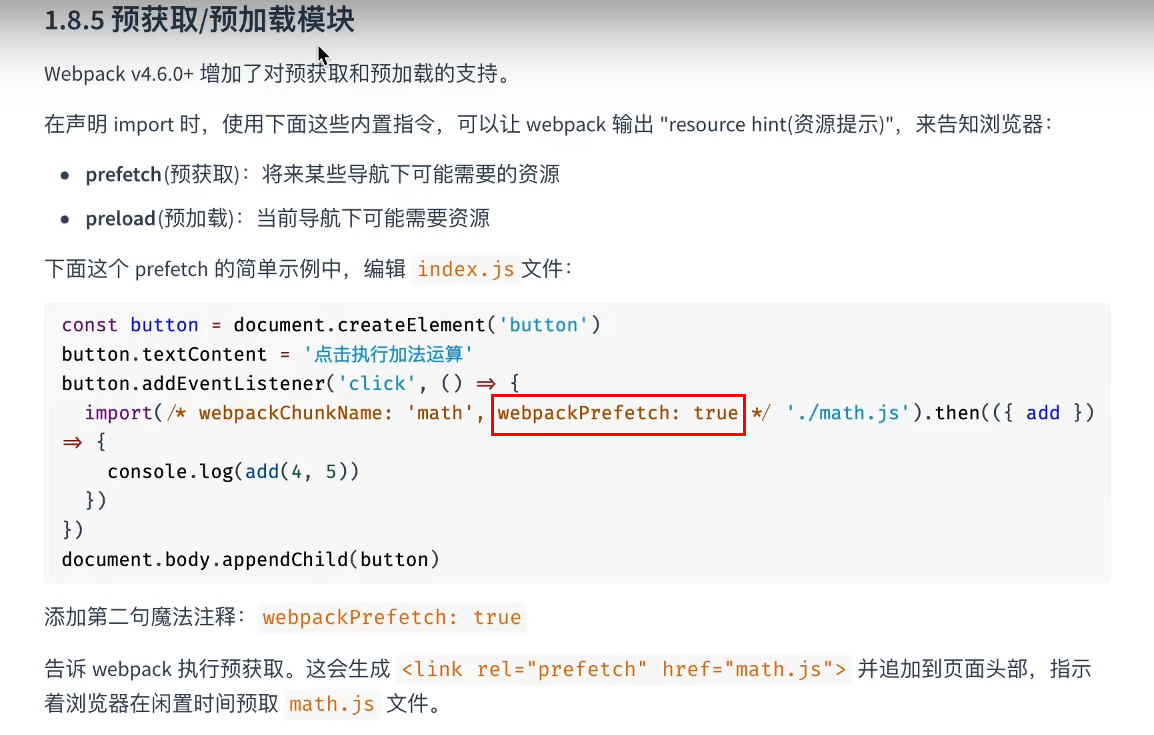 1.8.5 预获取/预加载模块
Webpack v4.6.0+ 增加了对预获取和预加载的支持。
在声明 import 时，使用下面这些内置指令，可以让 webpack 输出 "resource hint(资源提示)"，来告知浏览器：
• prefetch(预获取)：将来某些导航下可能需要的资源
• preload(预加载)：当前导航下可能需要资源
下面这个 prefetch 的简单示例中，编辑 index.js 文件：
const button = document.createElement('button')
button.textContent = '点击执行加法运算'
button.addEventListener('click', () => {
  import(/* webpackChunkName: 'math', webpackPrefetch: true */ './math.js').then(({ add })
=> {
    console.log(add(4, 5))
  })
})
document.body.appendChild(button)
添加第二句魔法注释： webpackPrefetch: true
告诉 webpack 执行预获取。这会生成 <link rel="prefetch" href="math.js"> 并追加到页面头部，指示
着浏览器在闲置时间预取 math.js 文件。